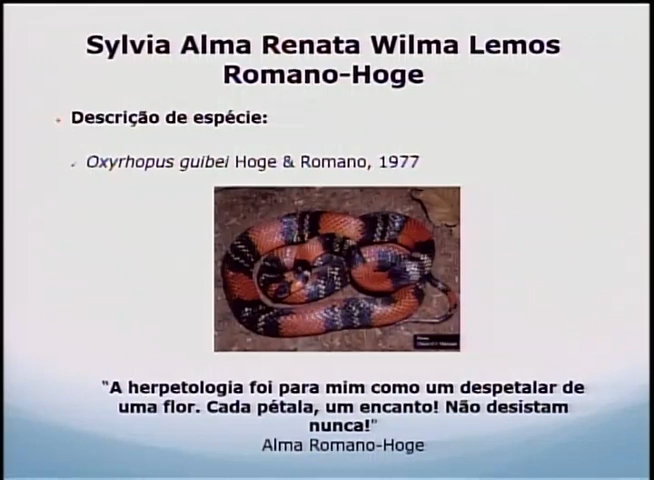 Sylvia Alma Renata Wilma Lemos
Romano-Hoge
Descrição de espécie:
Oxyrhopus guibei Hoge & Romano, 1977
"A herpetologia foi para mim como um despetalar de
uma flor. Cada pétala, um encanto! Não desistam
nunca!"
Alma Romano-Hoge